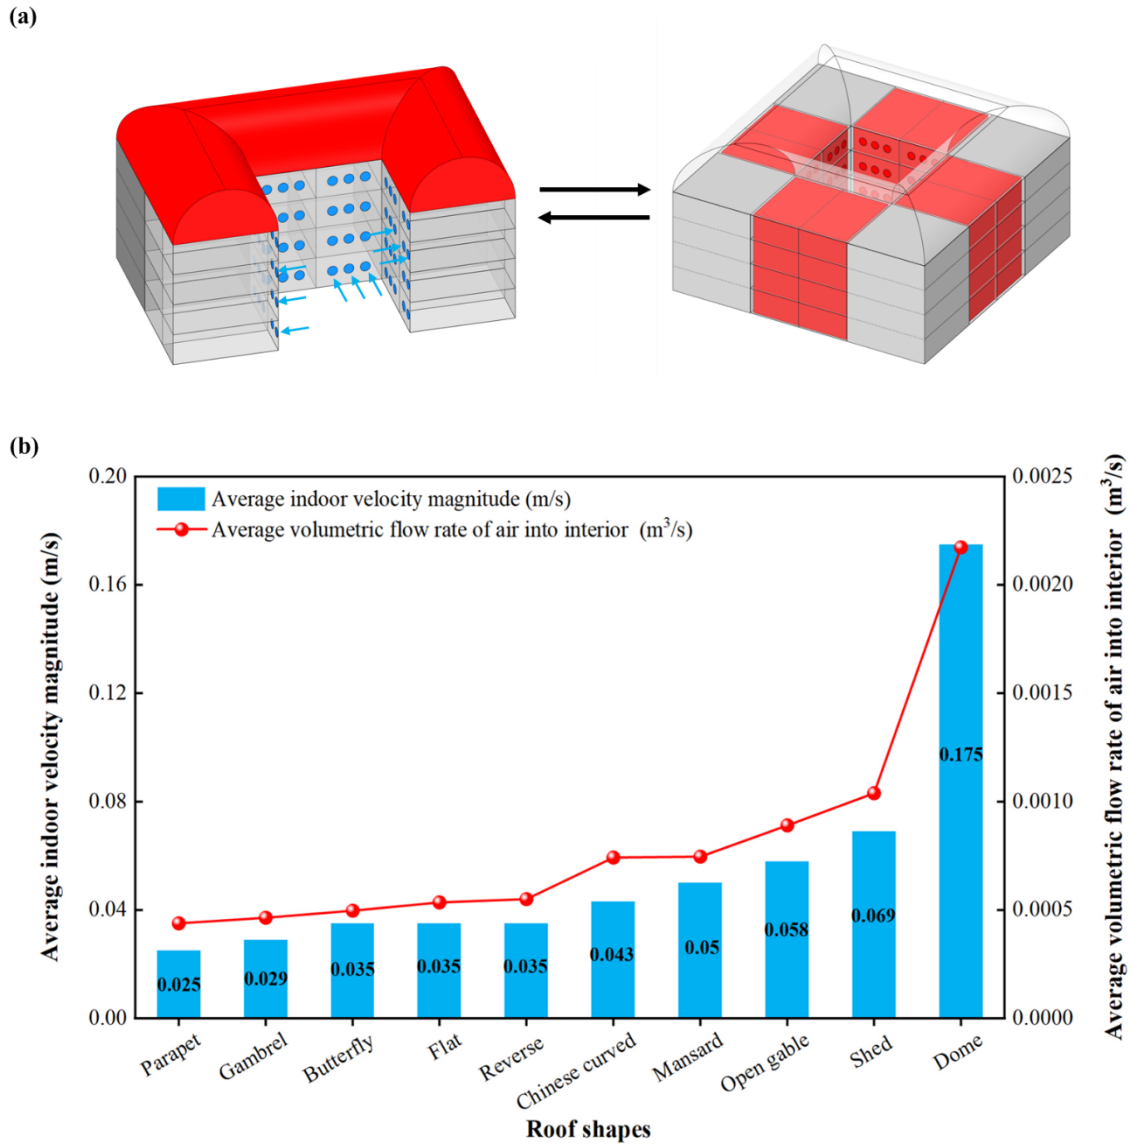 (a)
(b)
Average indoor velocity magnitude (m/s)
0.20
0.16
0.12
0.08
0.04
0.00
Average indoor velocity magnitude (m/s)
Average volumetric flow rate of air into interior (m³/s)
0.025
0.029
0.035
0.035
0.035
0.043
0.05
0.058
0.069
0.175
0.0025
0.0020
0.0015
0.0010
0.0005
0.0000
Average volumetric flow rate of air into interior (m³/s)
Parapet
Gambrel
Butterfly
Flat
Reverse
Chinese curved
Mansard
Open gable
Shed
Dome
Roof shapes